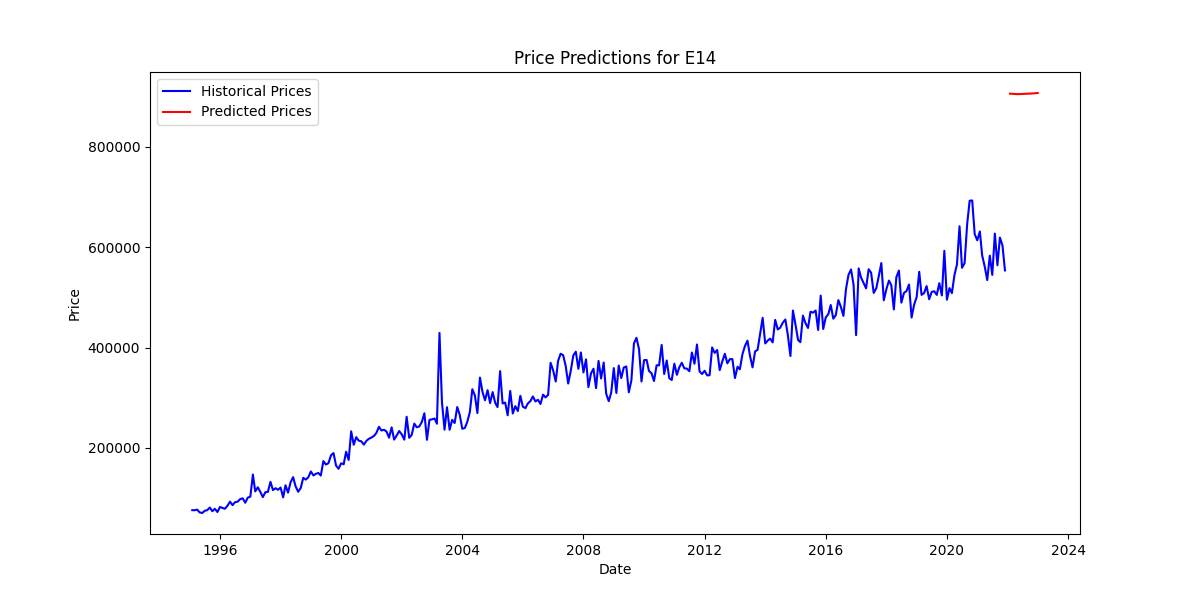 Price Predictions for E14
Historical Prices
Predicted Prices
800000
600000
400000
200000
Price
1996 2000 2004 2008 2012 2016 2020 2024
Date